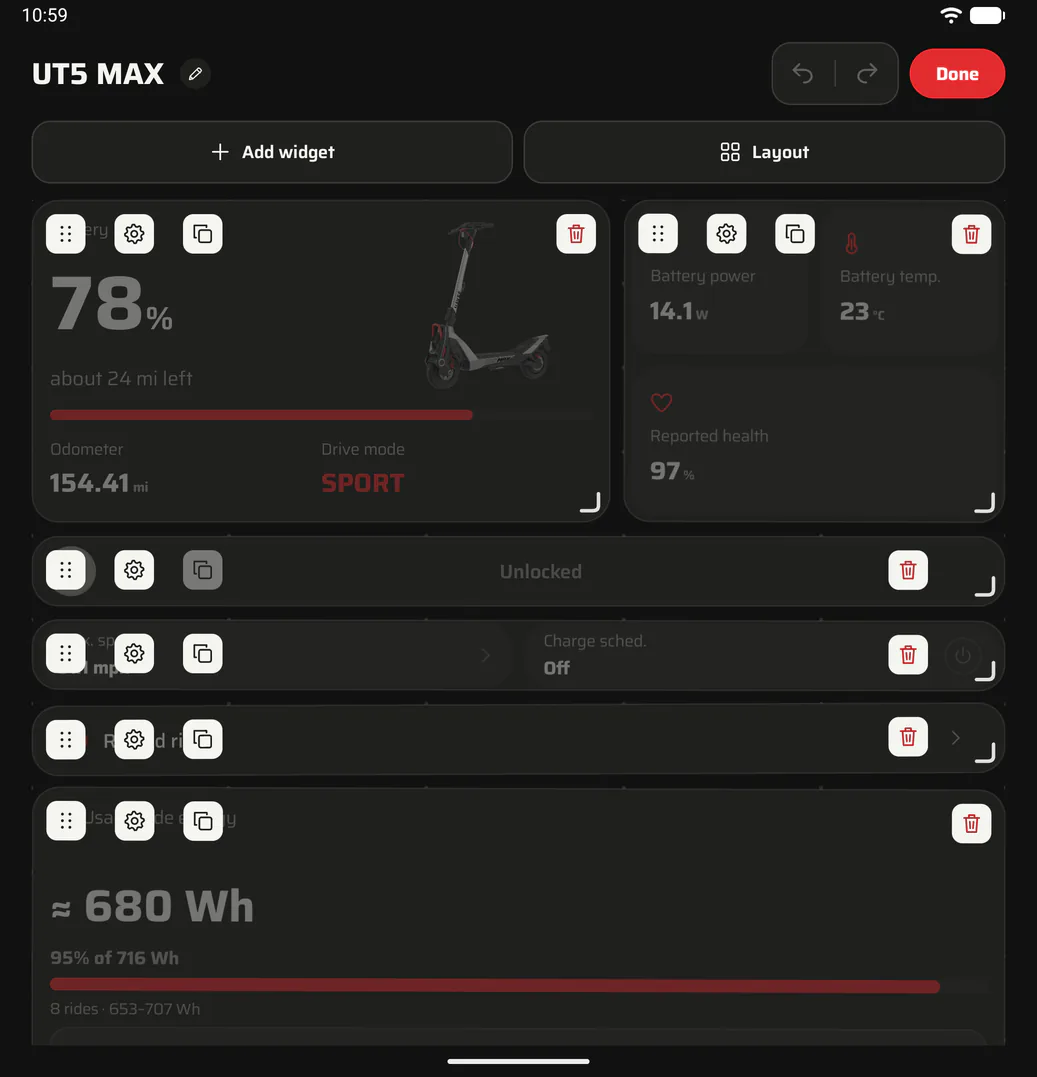 10:59
UT5 MAX
Done
Add widget
Layout
ery
78%
about 24 mi left
Odometer
Drive mode
154.41 mi
SPORT
Battery power
Battery temp.
14.1 W
23 °C
Reported health
97 %
Unlocked
Charge sched.
Off
≈ 680 Wh
95% of 716 Wh
8 rides · 653–707 Wh